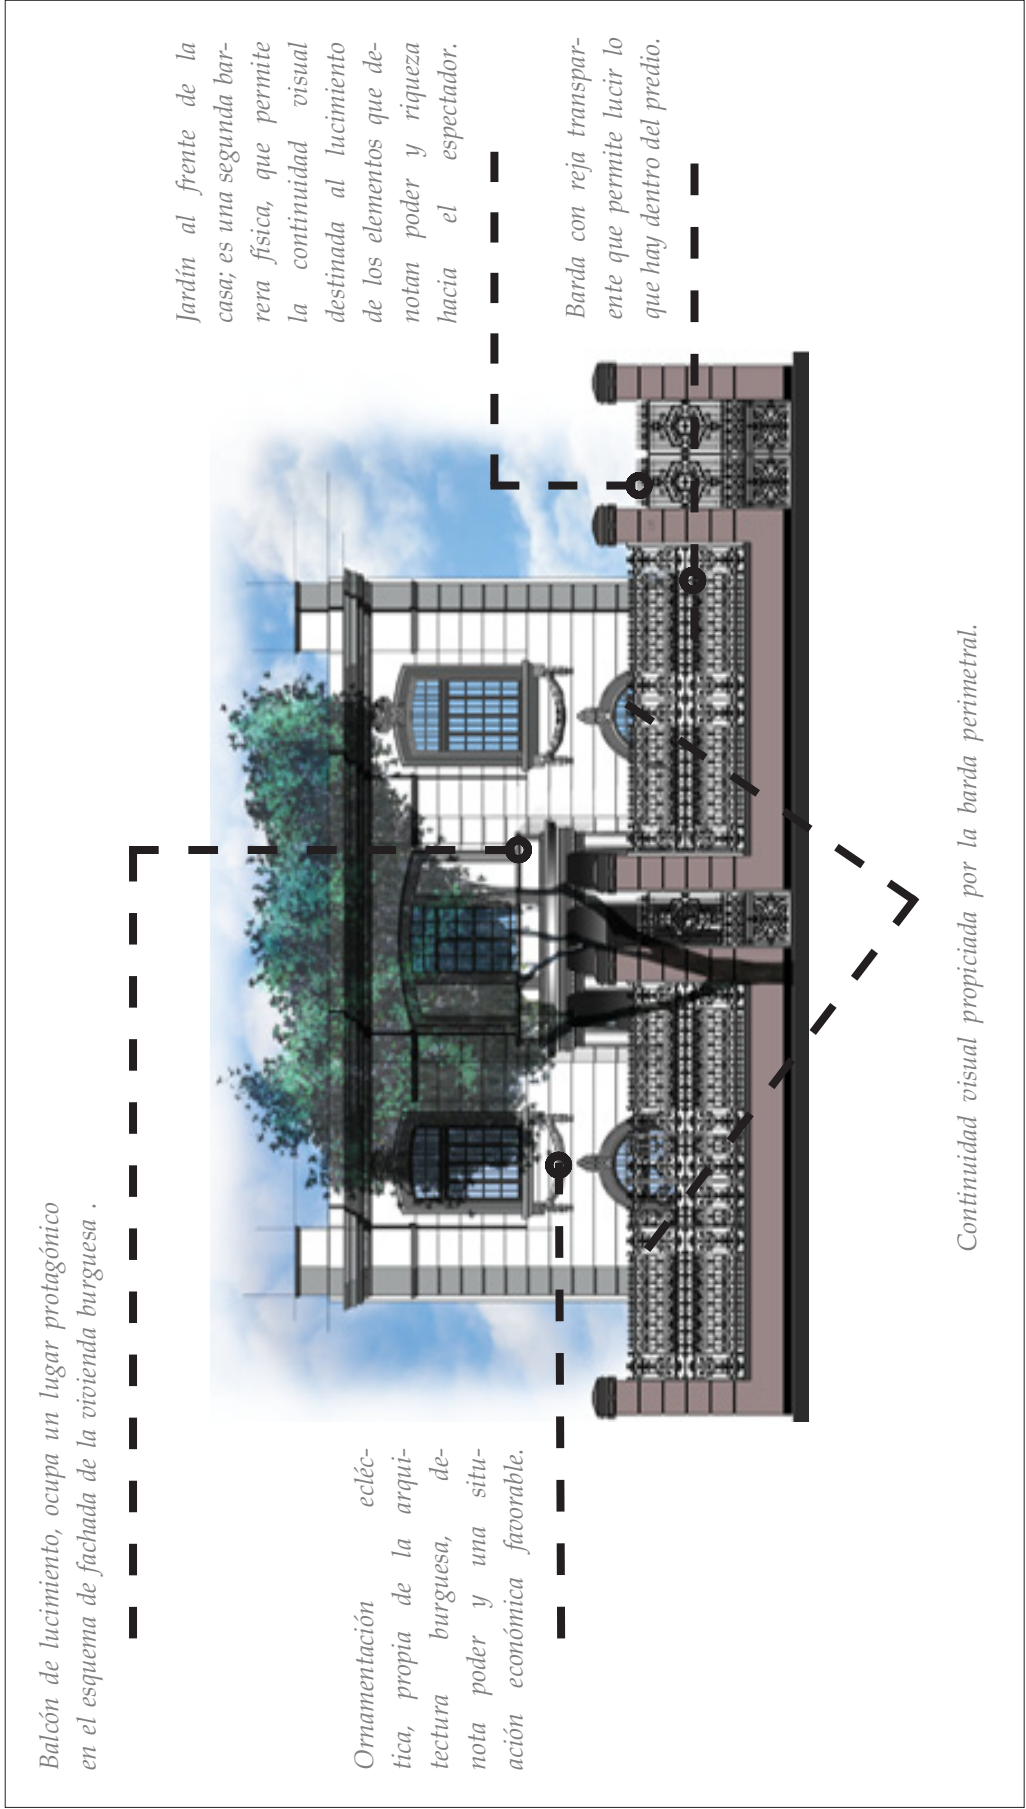 Balcón de lucimiento, ocupa un lugar protagónico
en el esquema de fachada de la vivienda burguesa .
Jardín al frente de la
casa; es una segunda bar-
rera física, que permite
la continuidad visual
destinada al lucimiento
de los elementos que de-
notan poder y riqueza
hacia el espectador.
Ornamentación ecléc-
tica, propia de la arqui-
tectura burguesa, de-
nota poder y una situ-
ación económica favorable.
Barda con reja transpar-
ente que permite lucir lo
que hay dentro del predio.
Continuidad visual propiciada por la barda perimetral.